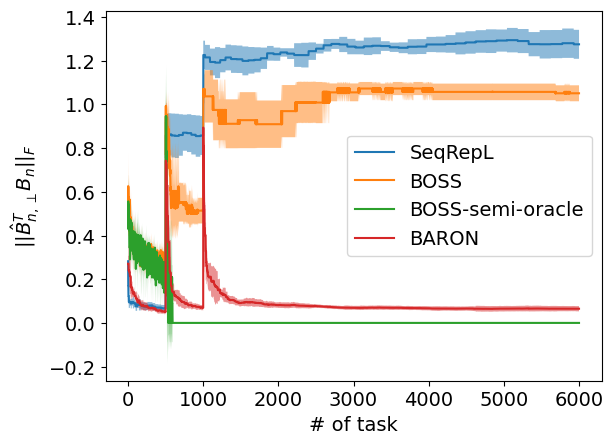 1.4
1.2
1.0
0.8
0.6
0.4
0.2
0.0
−0.2
||B̂ᵀₙ,⊥Bₙ||F
SeqRepL
BOSS
BOSS-semi-oracle
BARON
0 1000 2000 3000 4000 5000 6000
# of task